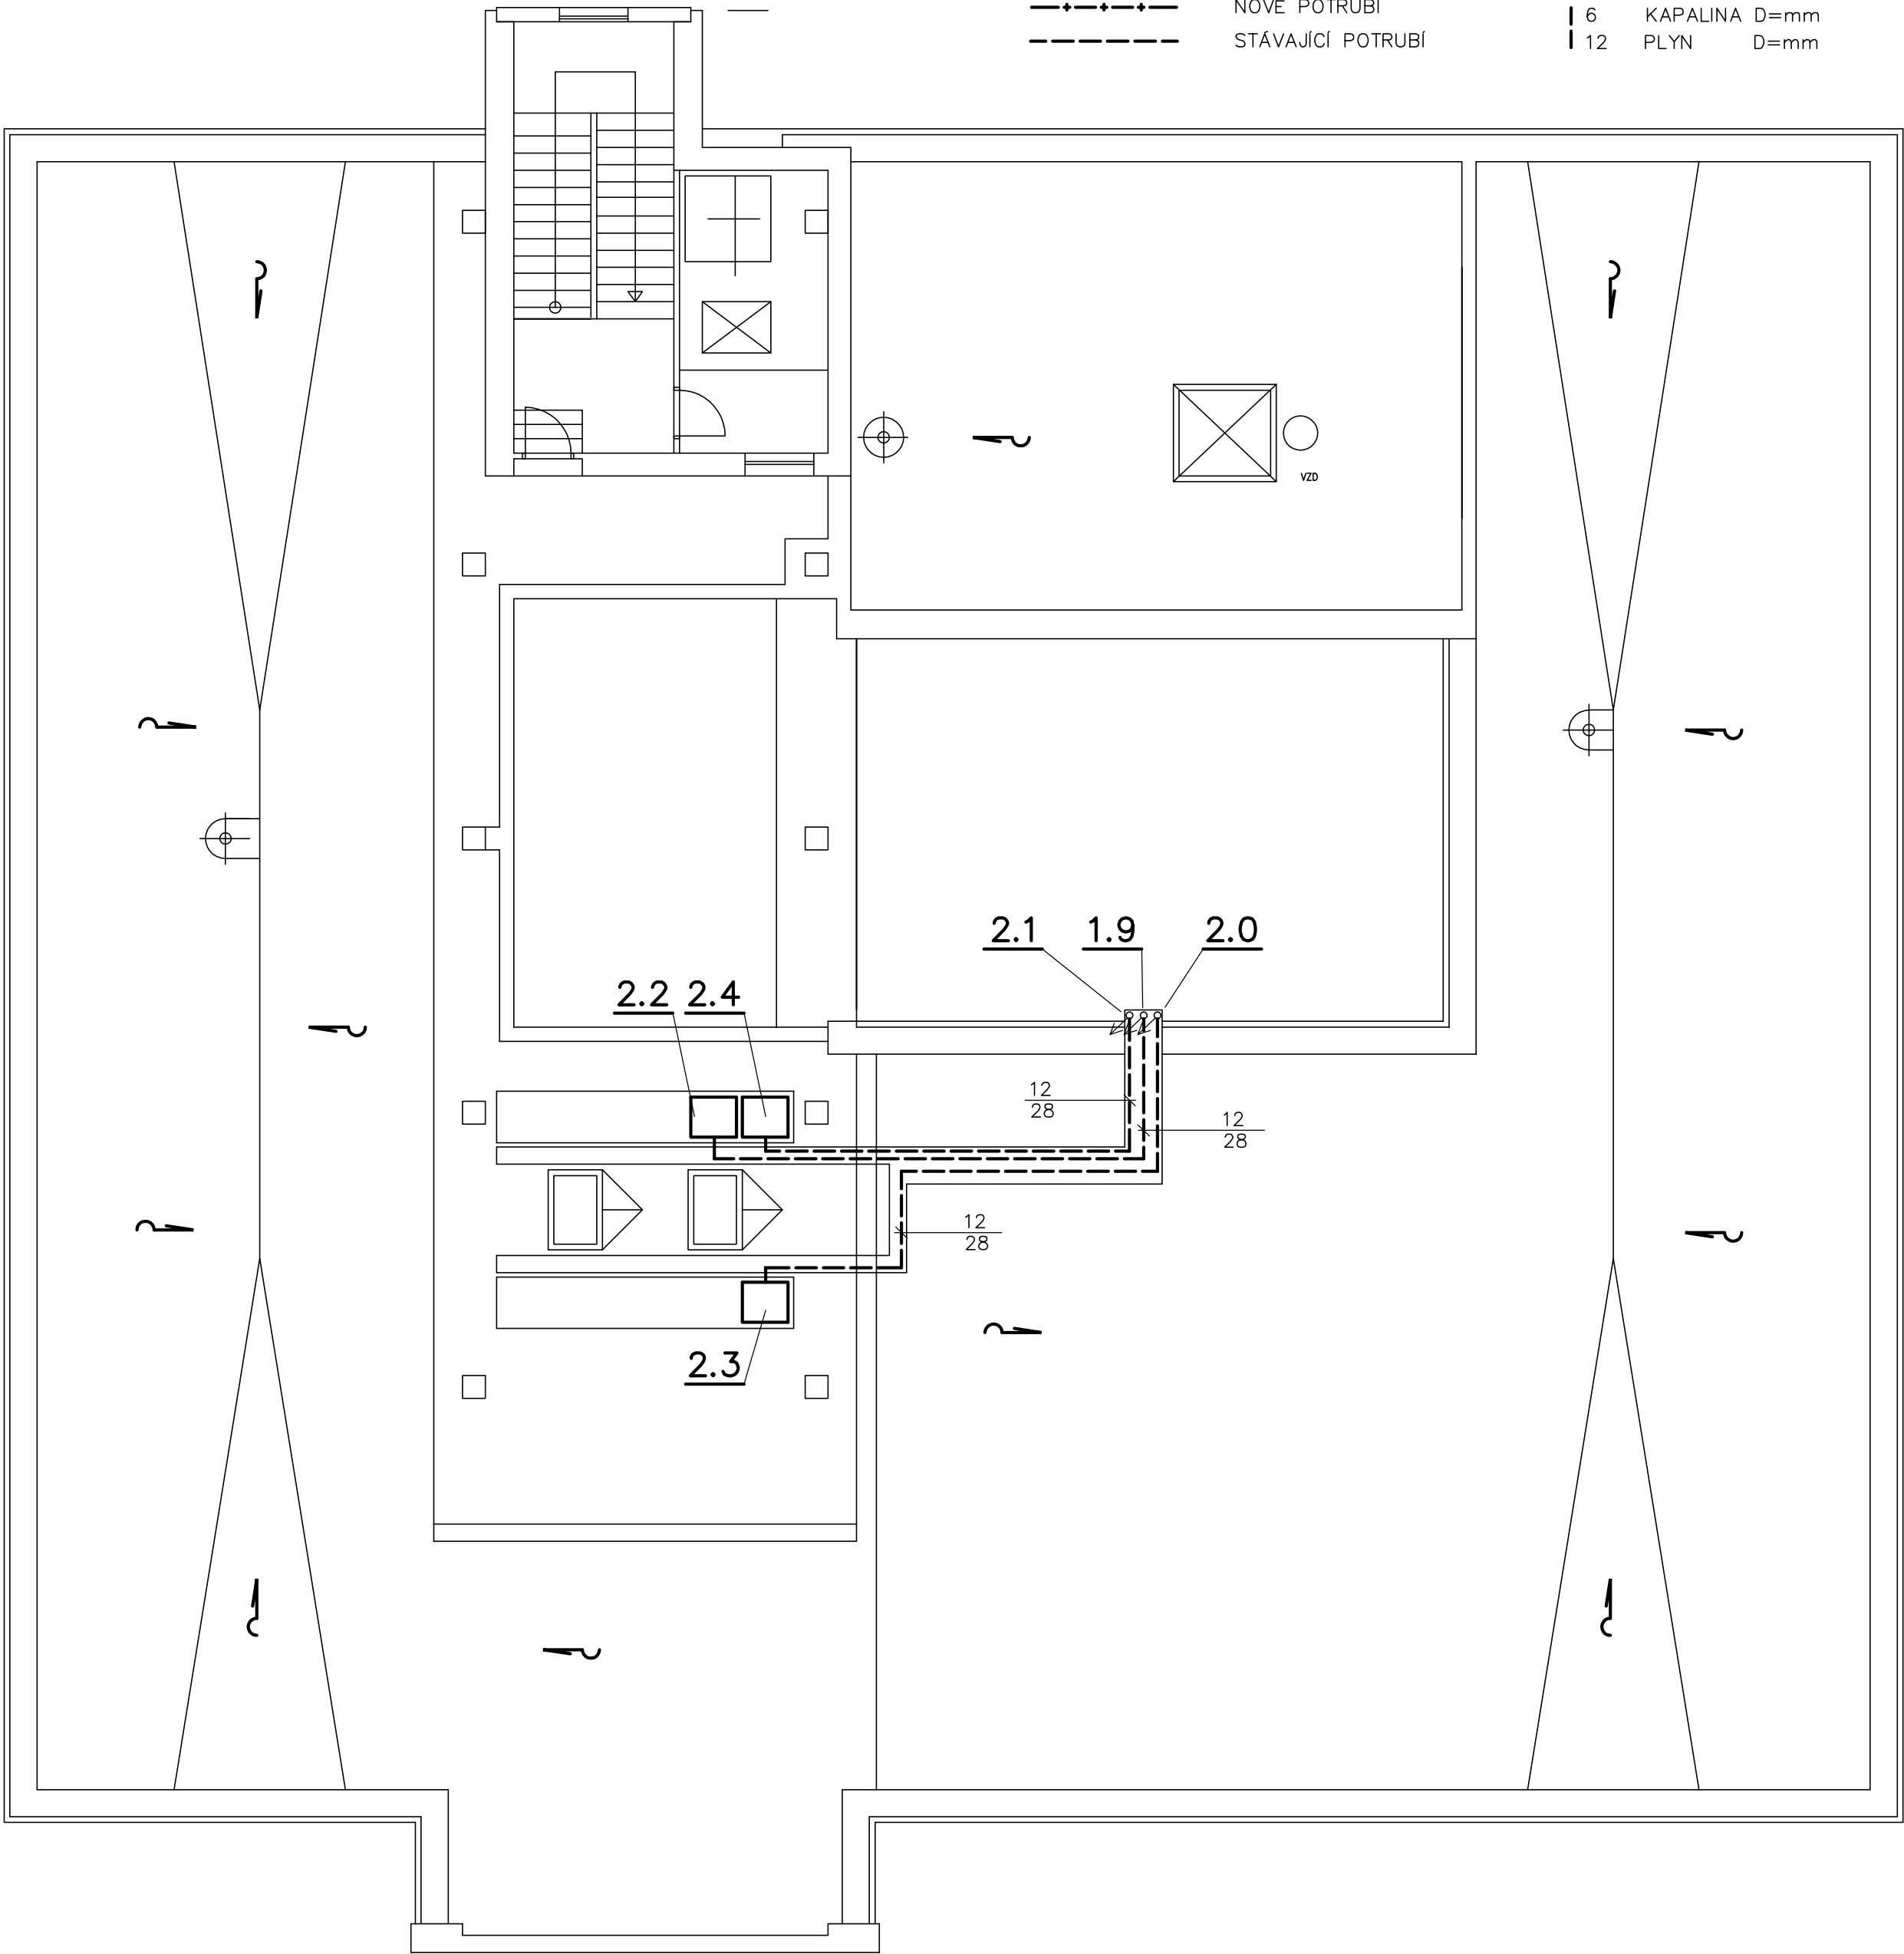 NOVÉ POTRUBÍ
STÁVAJÍCÍ POTRUBÍ
6 KAPALINA D=mm
12 PLYN D=mm
VZD
2.1 1.9 2.0
2.2 2.4
12
28
12
28
12
28
2.3